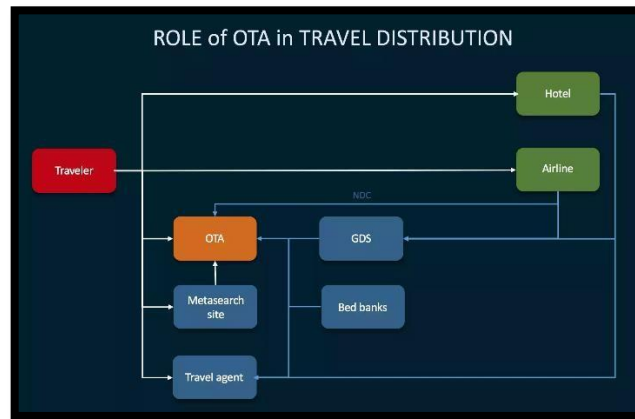 ROLE of OTA in TRAVEL DISTRIBUTION
Hotel
Traveler
Airline
NDC
OTA
GDS
Metasearch
site
Bed banks
Travel agent